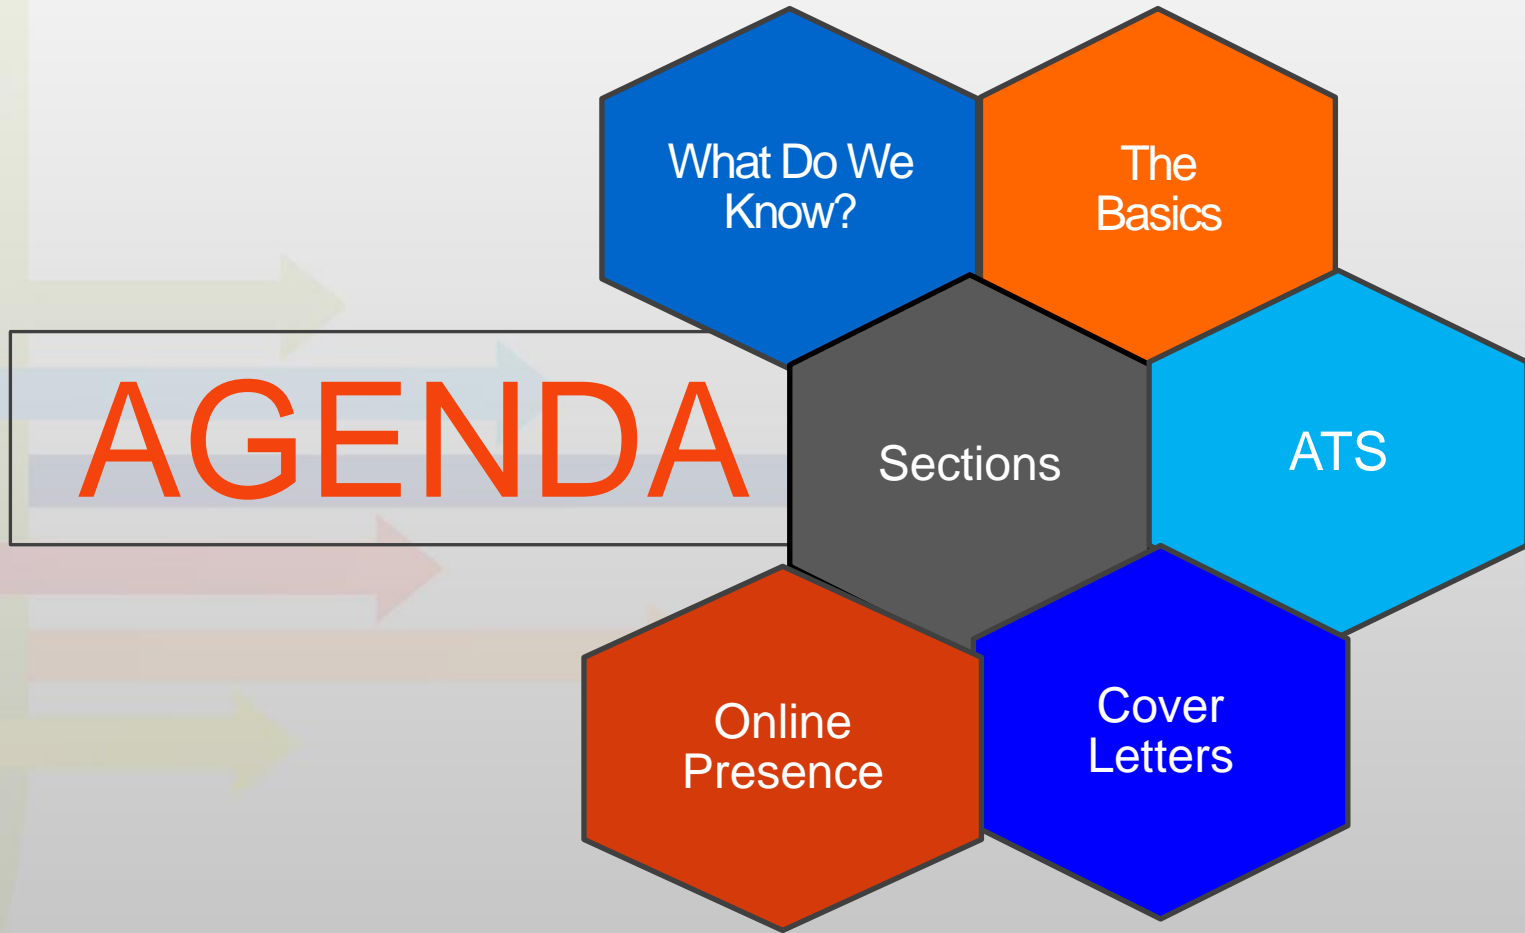 AGENDA
What Do We
Know?
The
Basics
Sections
ATS
Online
Presence
Cover
Letters